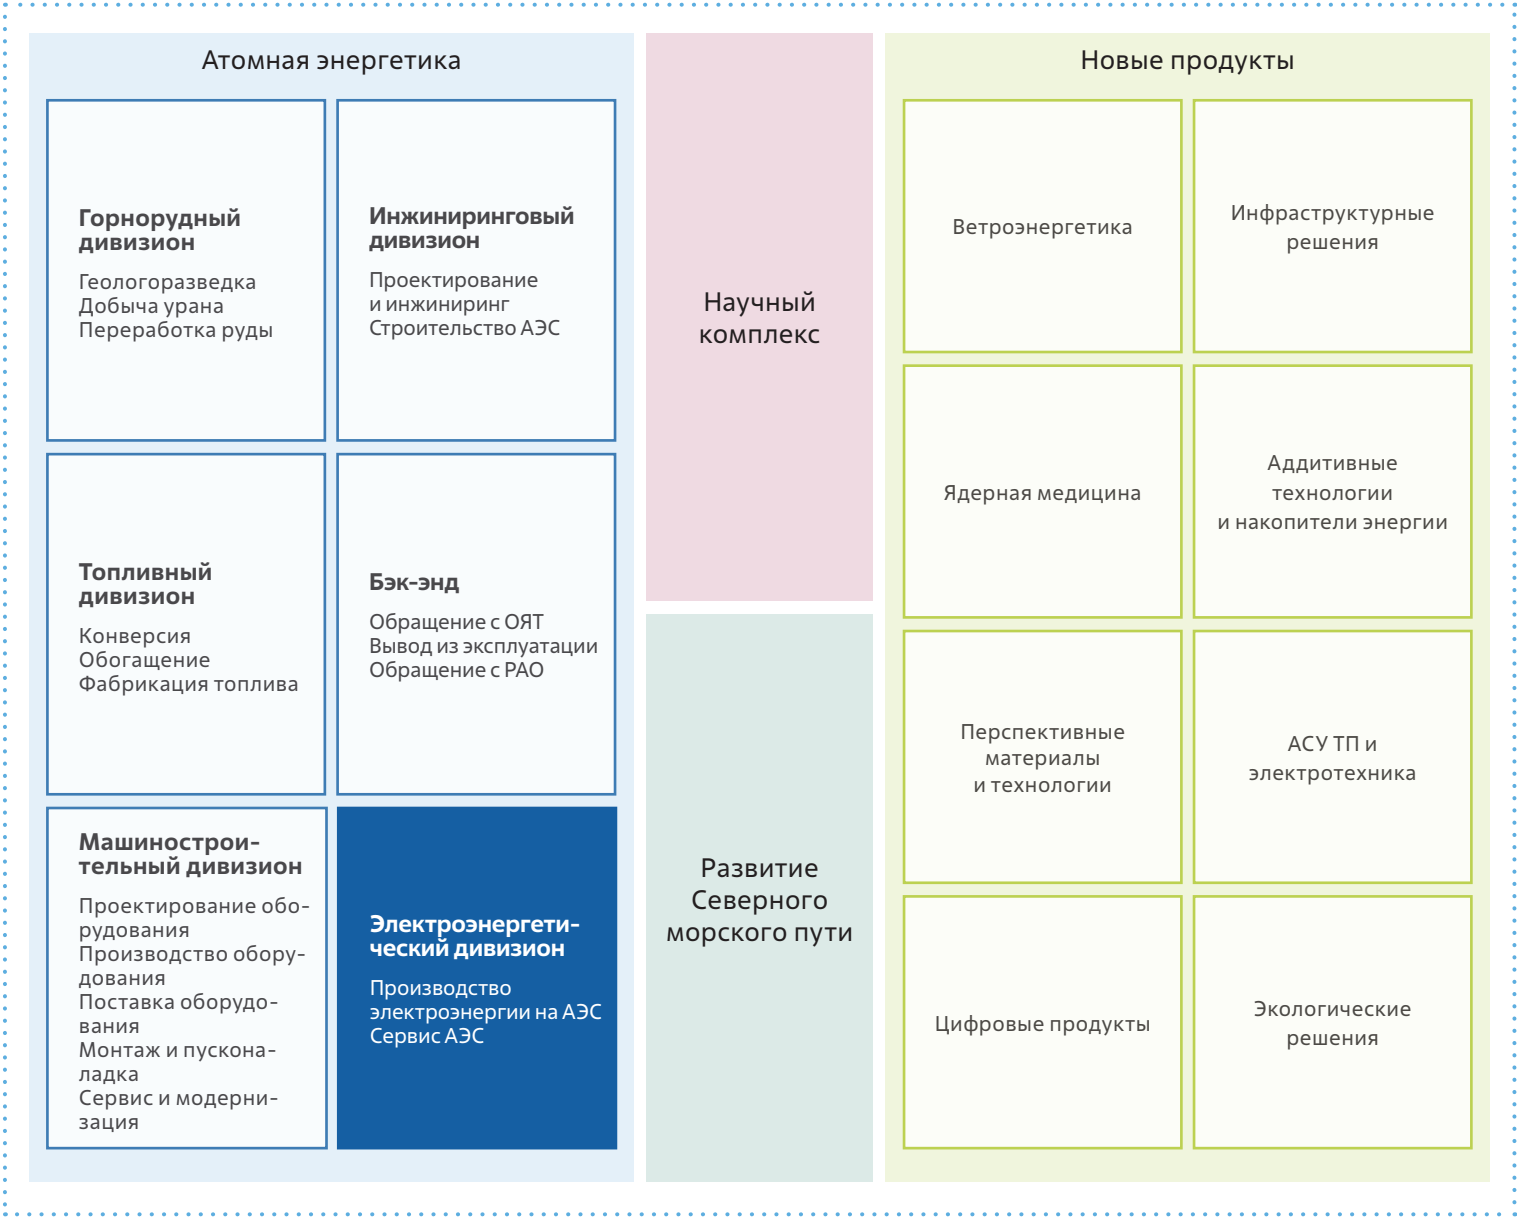 Атомная энергетика
Горнорудный
дивизион
Геологоразведка
Добыча урана
Переработка руды
Инжиниринговый
дивизион
Проектирование
и инжиниринг
Строительство АЭС
Топливный
дивизион
Конверсия
Обогащение
Фабрикация топлива
Бэк-энд
Обращение с ОЯТ
Вывод из эксплуатации
Обращение с РАО
Машинострои-
тельный дивизион
Проектирование обо-
рудования
Производство обору-
дования
Поставка оборудо-
вания
Монтаж и пускона-
ладка
Сервис и модерни-
зация
Электроэнергети-
ческий дивизион
Производство
электроэнергии на АЭС
Сервис АЭС
Научный
комплекс
Развитие
Северного
морского пути
Новые продукты
Ветроэнергетика
Инфраструктурные
решения
Ядерная медицина
Аддитивные
технологии
и накопители энергии
Перспективные
материалы
и технологии
АСУ ТП и
электротехника
Цифровые продукты
Экологические
решения